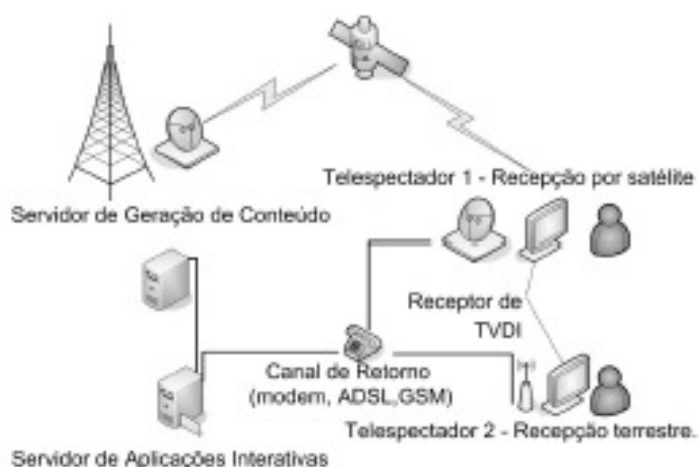 Telespectador 1 - Recepção por satélite
Servidor de Geração de Conteúdo
Receptor de
TVDI
Canal de Retorno
(modem, ADSL,GSM)
Telespectador 2 - Recepção terrestre.
Servidor de Aplicações Interativas